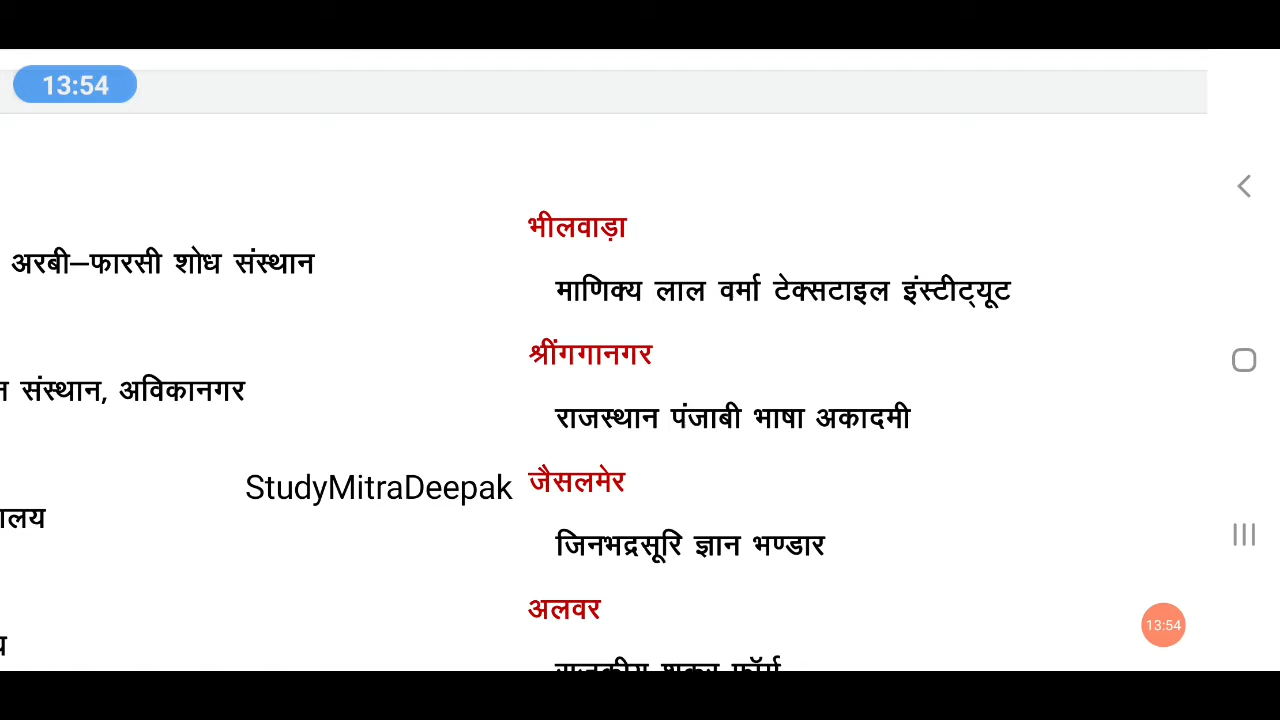 13:54
अरबी–फारसी शोध संस्थान
संस्थान, अविकानगर
StudyMitraDeepak
भीलवाड़ा
माणिक्य लाल वर्मा टेक्सटाइल इंस्टीट्यूट
श्रींगगानगर
राजस्थान पंजाबी भाषा अकादमी
जैसलमेर
जिनभद्रसूरि ज्ञान भण्डार
अलवर
13:54